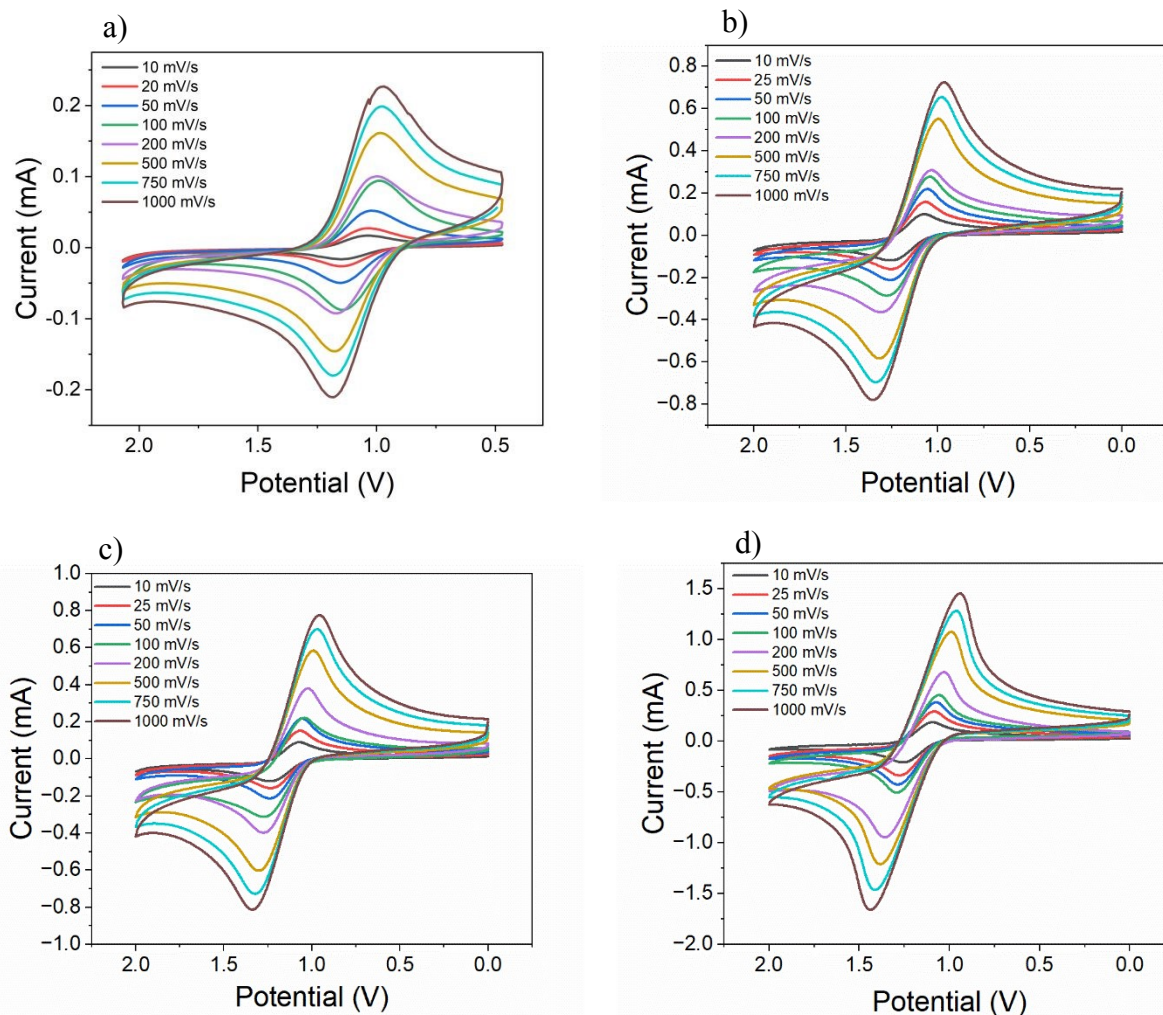 a)
10 mV/s
20 mV/s
50 mV/s
100 mV/s
200 mV/s
500 mV/s
750 mV/s
1000 mV/s
0.2
0.1
0.0
-0.1
-0.2
Current (mA)
2.0 1.5 1.0 0.5
Potential (V)
b)
10 mV/s
25 mV/s
50 mV/s
100 mV/s
200 mV/s
500 mV/s
750 mV/s
1000 mV/s
0.8
0.6
0.4
0.2
0.0
−0.2
−0.4
−0.6
−0.8
Current (mA)
2.0 1.5 1.0 0.5 0.0
Potential (V)
c)
10 mV/s
25 mV/s
50 mV/s
100 mV/s
200 mV/s
500 mV/s
750 mV/s
1000 mV/s
1.0
0.8
0.6
0.4
0.2
0.0
−0.2
−0.4
−0.6
−0.8
−1.0
Current (mA)
2.0 1.5 1.0 0.5 0.0
Potential (V)
d)
10 mV/s
25 mV/s
50 mV/s
100 mV/s
200 mV/s
500 mV/s
750 mV/s
1000 mV/s
1.5
1.0
0.5
0.0
−0.5
−1.0
−1.5
−2.0
Current (mA)
2.0 1.5 1.0 0.5 0.0
Potential (V)